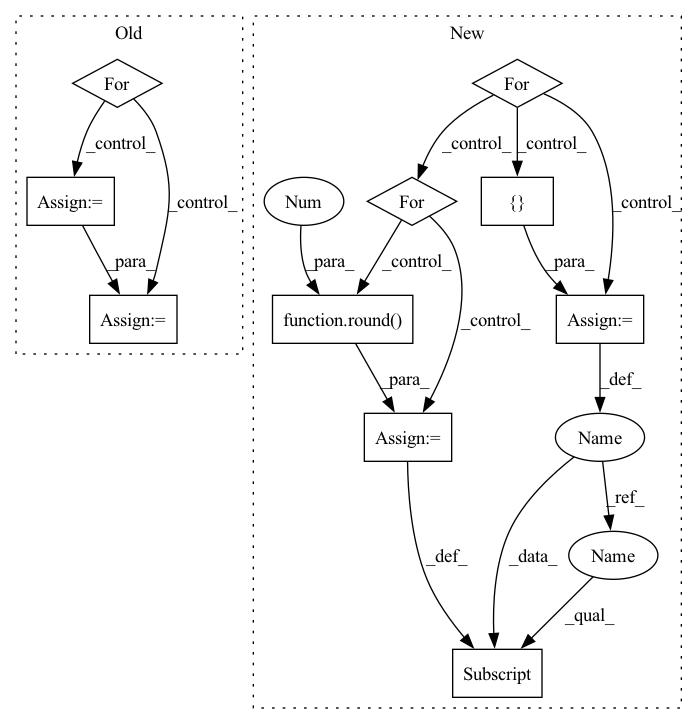 Old
New
For
For
_control_
_control_
_control_
_control_
Assign:=
Num
For
{}
_control_
_control_
_para_
_para_
_control_
_para_
Assign:=
function.round()
_control_
Assign:=
_para_
_def_
Assign:=
Name
_ref_
_def_
_data_
Name
_qual_
Subscript